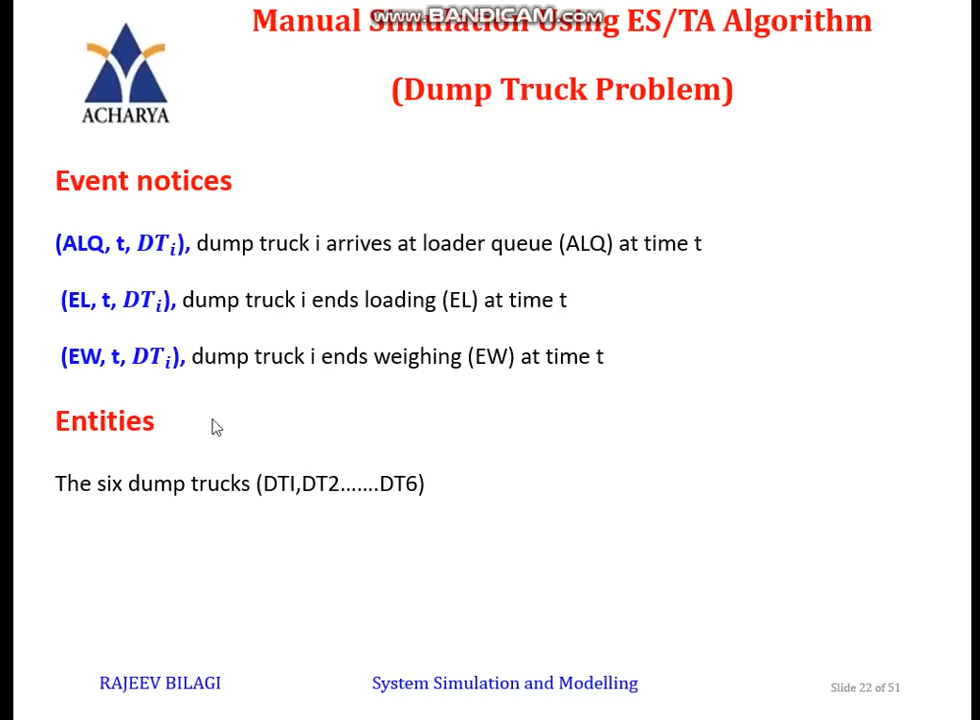 www.BANDICAM.com
Manual Simulation Using ES/TA Algorithm
(Dump Truck Problem)
ACHARYA
Event notices
(ALQ, t, DTi), dump truck i arrives at loader queue (ALQ) at time t
(EL, t, DTi), dump truck i ends loading (EL) at time t
(EW, t, DTi), dump truck i ends weighing (EW) at time t
Entities
The six dump trucks (DTI,DT2.......DT6)
RAJEEV BILAGI
System Simulation and Modelling
Slide 22 of 51